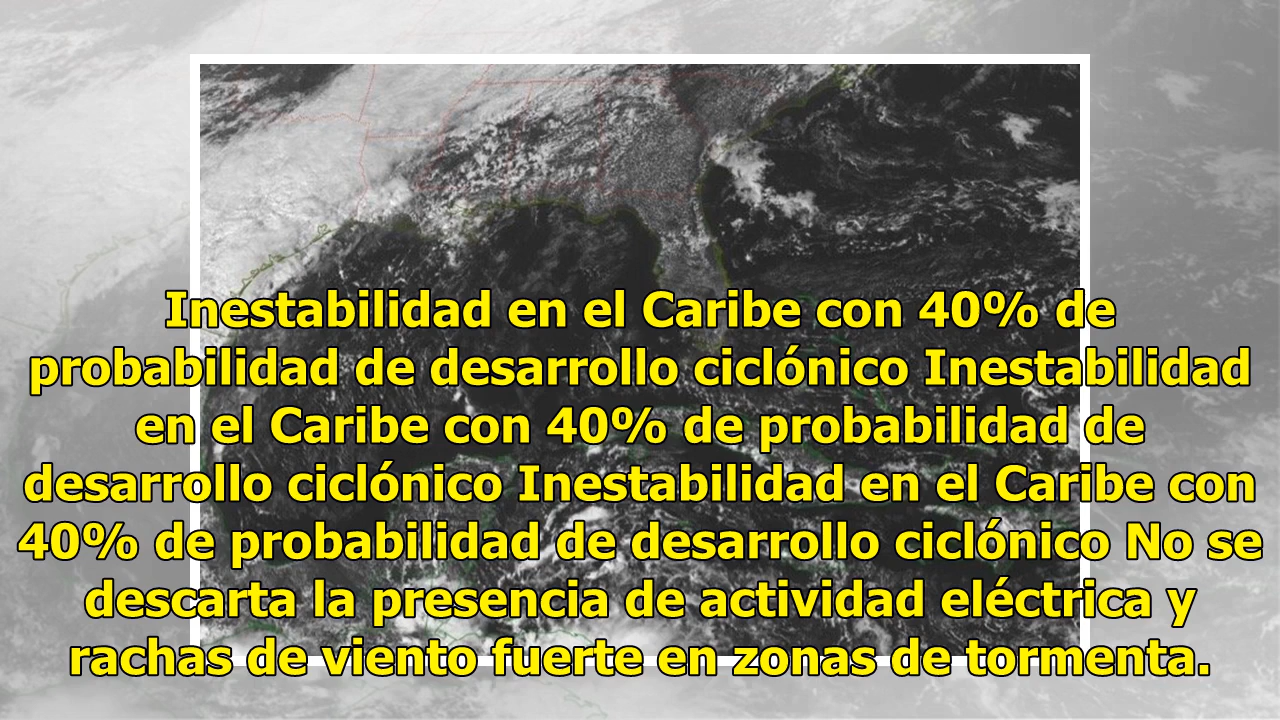 Inestabilidad en el Caribe con 40% de
probabilidad de desarrollo ciclónico Inestabilidad
en el Caribe con 40% de probabilidad de
desarrollo ciclónico Inestabilidad en el Caribe con
40% de probabilidad de desarrollo ciclónico No se
descarta la presencia de actividad eléctrica y
rachas de viento fuerte en zonas de tormenta.